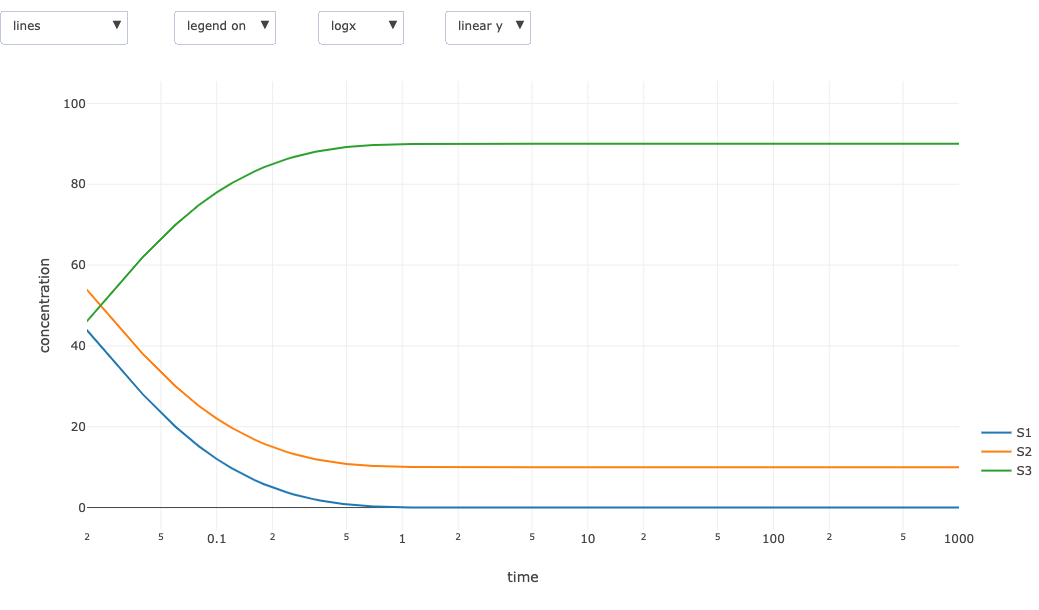 lines ▼ legend on ▼ logx ▼ linear y ▼
100
80
60
40
20
0
concentration
2 5 0.1 2 5 1 2 5 10 2 5 100 2 5 1000
time
S1
S2
S3